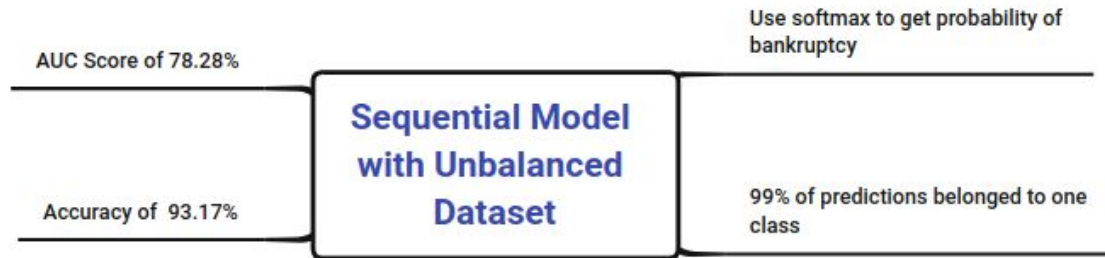 AUC Score of 78.28%
Accuracy of 93.17%
Sequential Model
with Unbalanced
Dataset
Use softmax to get probability of
bankruptcy
99% of predictions belonged to one
class